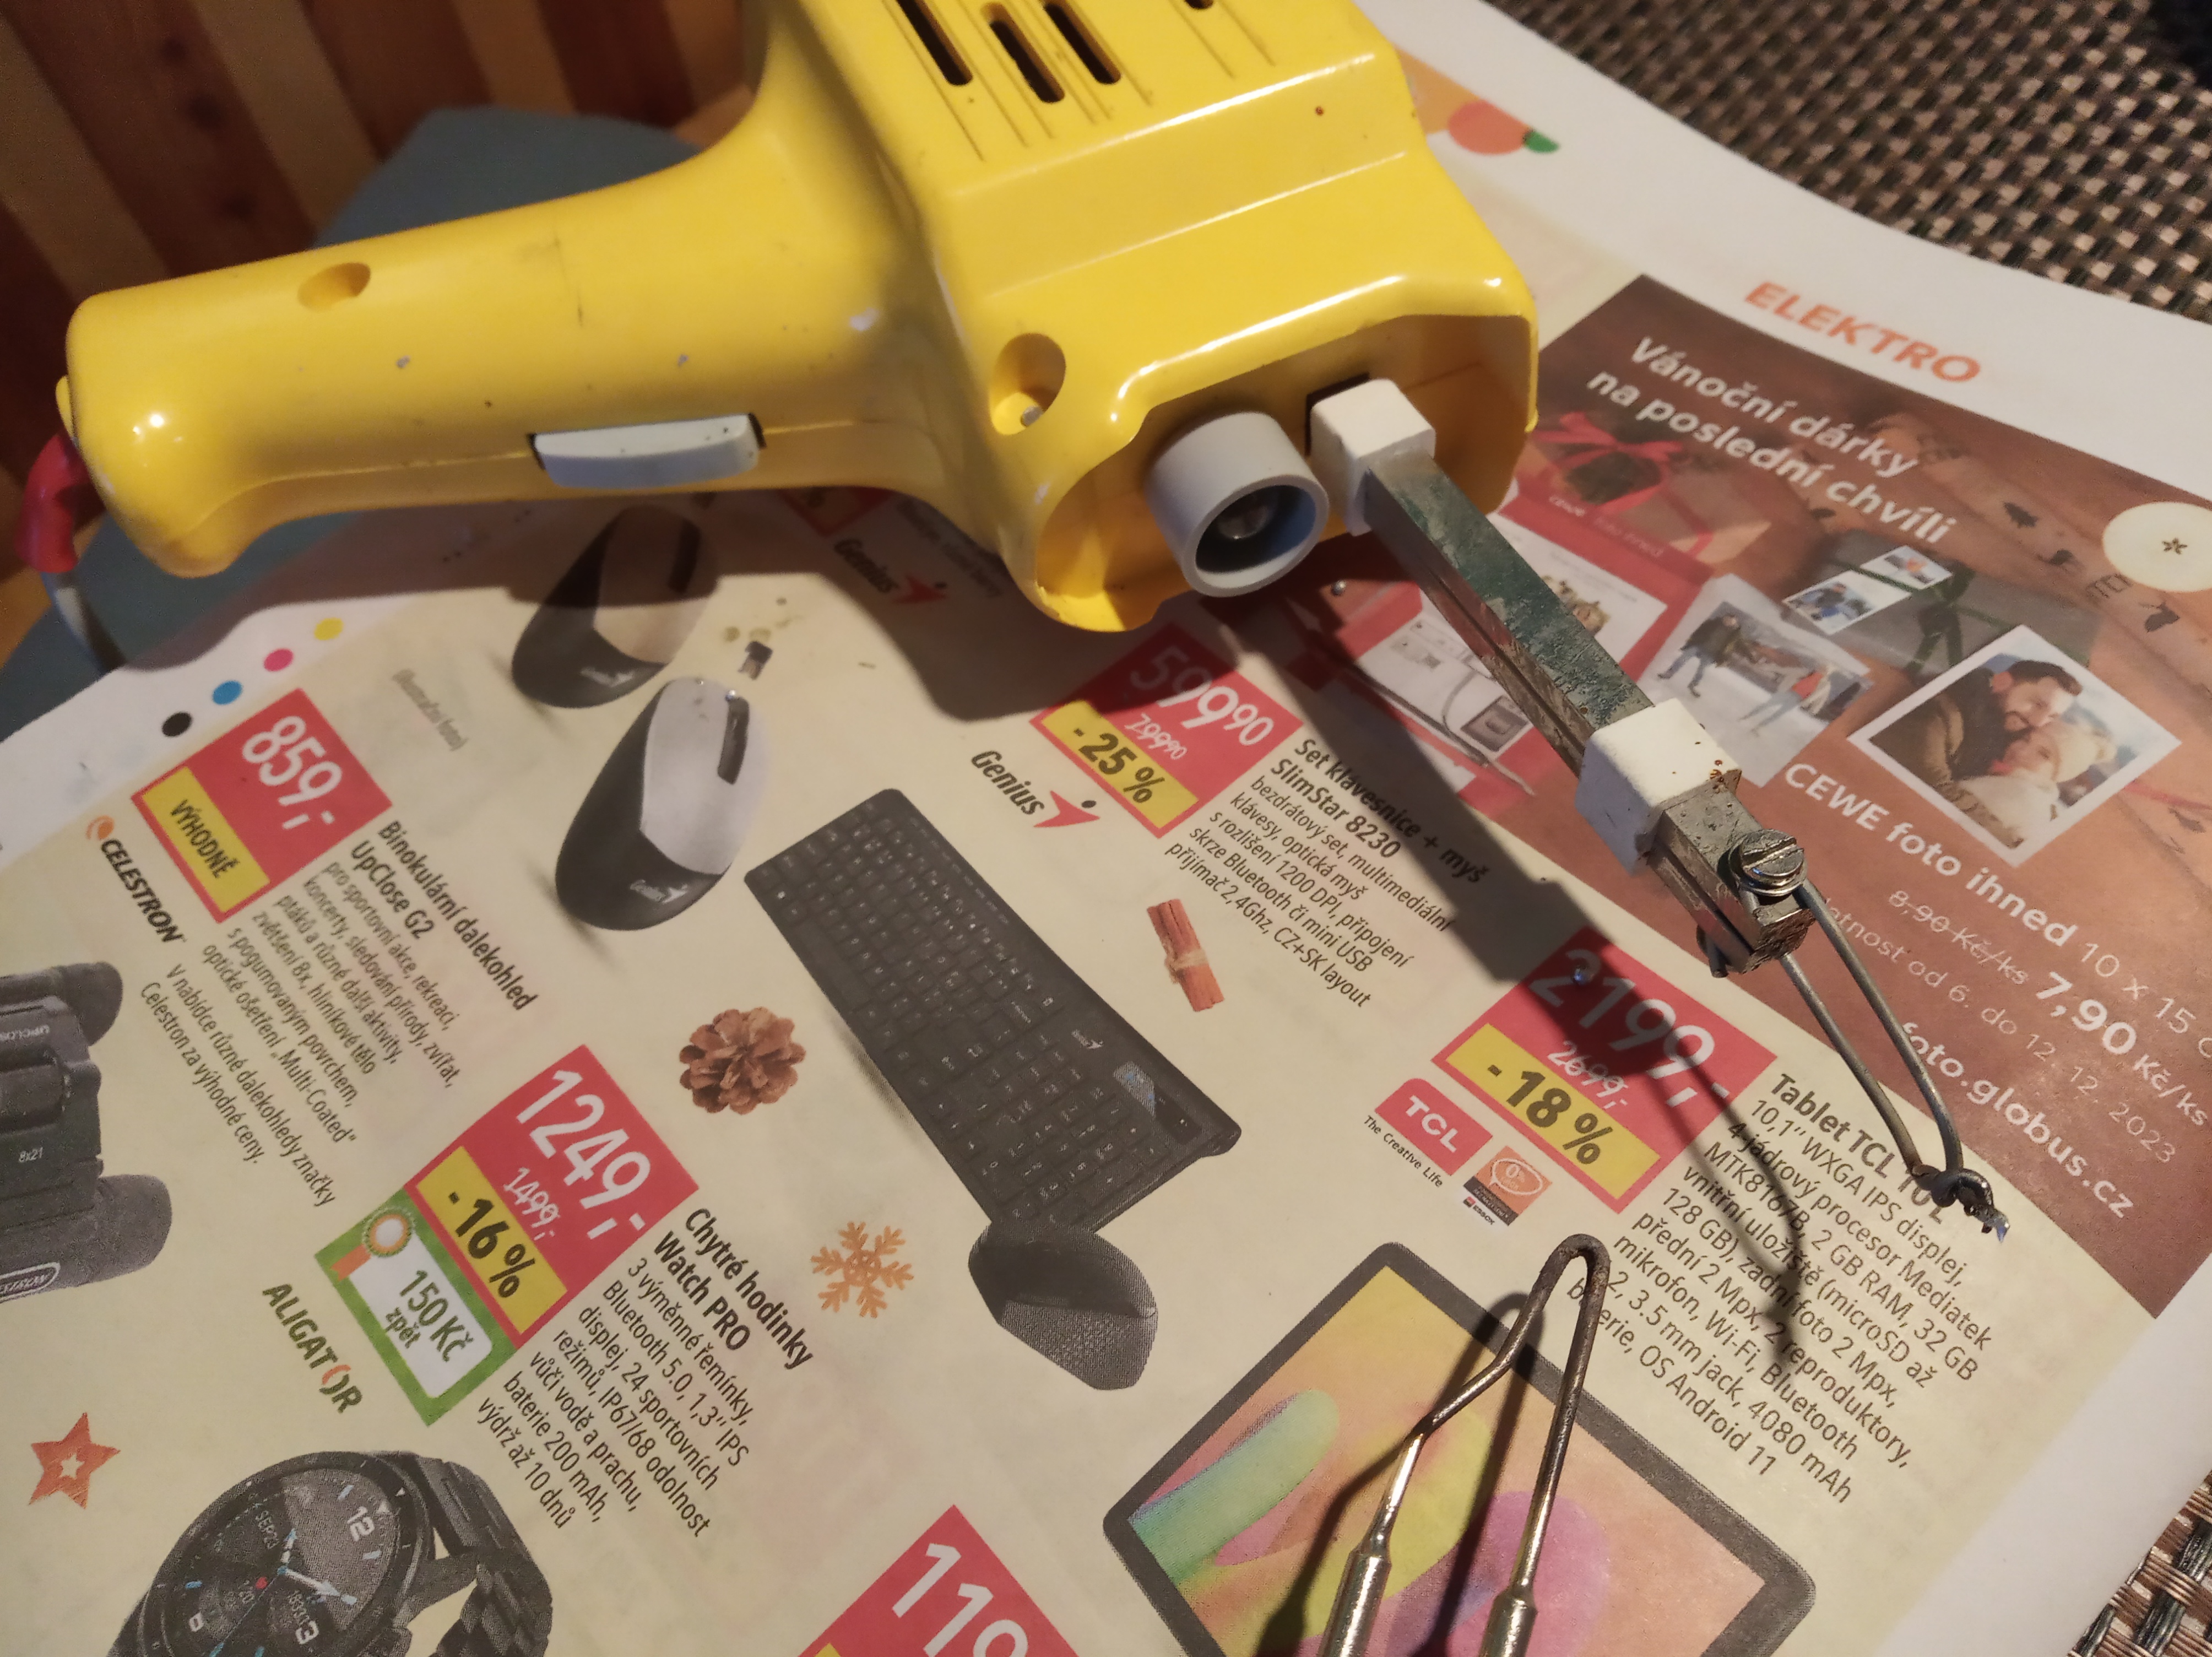 ELEKTRO
Vánoční dárky
na poslední chvíli
CEWE foto ihned 10 x 15
8,90 Kč/ks 7,90 Kč/ks
od 6. do 12. 12. 2023
foto.globus.cz
Genius
859,-
VÝHODNĚ
CELESTRON
Binokulární dalekohled
UpClose G2
pro sportovní akce, rekreaci,
koncerty, sledování přírody, zvířat,
ptáků a různé další aktivity,
zvětšení 8x, hliníkové tělo
s pogumovaným povrchem,
optické ošetření „Multi-Coated"
V nabídce různé dalekohledy značky
Celestron za výhodné ceny.
8x21
59990
79990
- 25 %
Genius
Set klávesnice + myš
SlimStar 8230
bezdrátový set, multimediální
klávesy, optická myš
s rozlišení 1200 DPI, připojení
skrze Bluetooth či mini USB
přijímač 2,4Ghz, CZ+SK layout
2199,-
2699,-
- 18 %
TCL
The Creative Life
0%
Tablet TCL 10L
10,1" WXGA IPS displej,
4-jádrový procesor Mediatek
2 GB RAM, 32 GB
vnitřní uložiště (microSD až
128 GB), zadní foto 2 Mpx,
přední 2 Mpx, 2 reproduktory,
mikrofon, Wi-Fi, Bluetooth
3.5 mm jack, 4080 mAh
OS Android 11
1249,-
1499,-
-16 %
150 Kč
zpět
ALIGATOR
Chytré hodinky
Watch PRO
3 výměnné řemínky,
Bluetooth 5.0, 1,3" IPS
displej, 24 sportovních
režimů, IP67/68 odolnost
vůči vodě a prachu,
baterie 200 mAh,
výdrž až 10 dnů
12
119